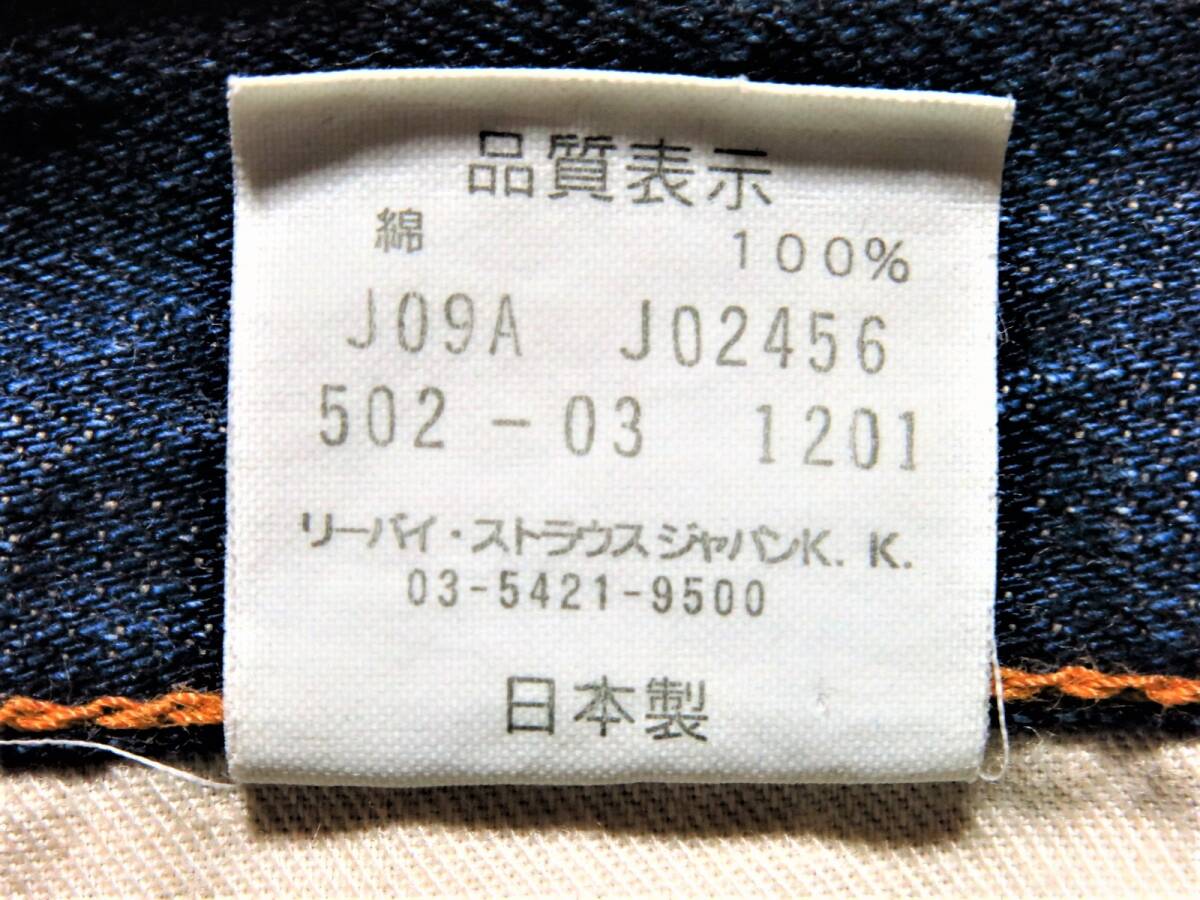 品質表示
綿 100%
J09A J02456
502-03 1201
リーバイ・ストラウスジャパンK.K.
03-5421-9500
日本製